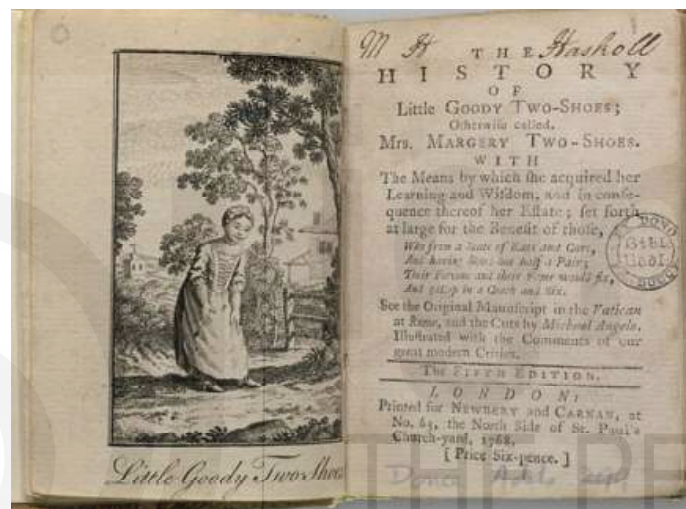 Little Goody Two-Shoes
M H Hasholl
THE
HISTORY
OF
Little GOODY TWO-SHOES;
Otherwise called,
Mrs. MARGERY TWO-SHOES.
WITH
The Means by which she acquired her
Learning and Wisdom, and in conse-
quence thereof her Estate; set forth
at large for the Benefit of those,
Who from a State of Rags and Care,
And having Shoes but half a Pair;
Their Fortune and their Fame would fix,
And gallop in a Coach and Six.
See the Original Manuscript in the Vatican
at Rome, and the Cuts by Michael Angelo.
Illustrated with the Comments of our
great modern Critics.
The FIFTH EDITION.
LONDON:
Printed for NEWBERY and CARNAN, at
No. 65, the North Side of St. Paul's
Church-yard, 1768.
[ Price Six-pence. ]
EX DONO
DOUCE
THE PE